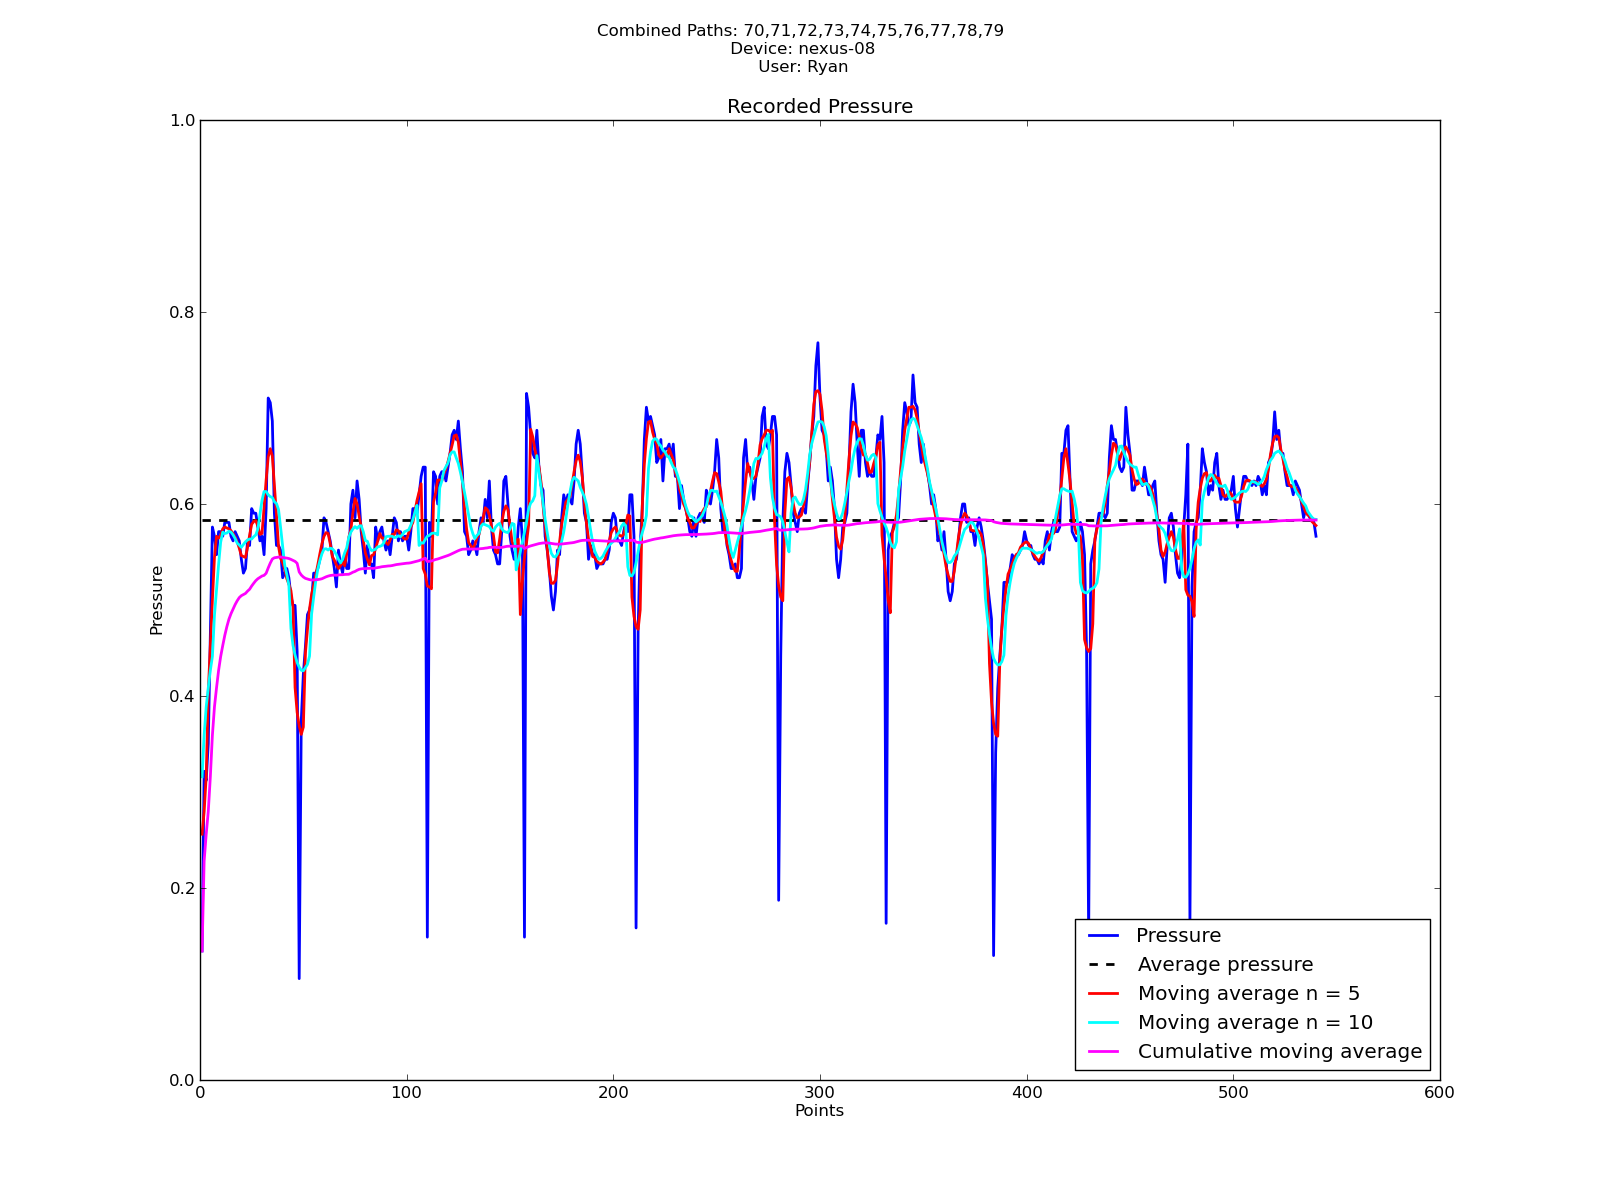 Combined Paths: 70,71,72,73,74,75,76,77,78,79
Device: nexus-08
User: Ryan
Recorded Pressure
1.0
0.8
0.6
0.4
0.2
0.0
Pressure
0 100 200 300 400 500 600
Points
Pressure
Average pressure
Moving average n = 5
Moving average n = 10
Cumulative moving average